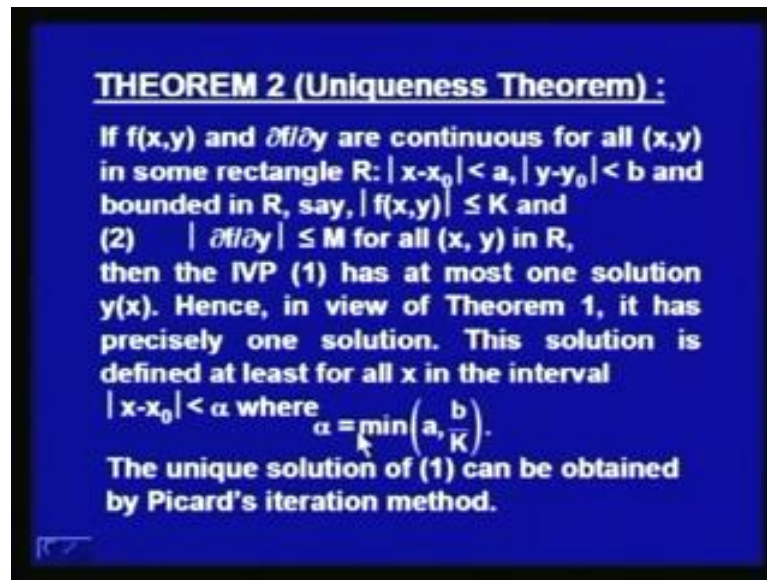 THEOREM 2 (Uniqueness Theorem) :
If f(x,y) and ∂f/∂y are continuous for all (x,y)
in some rectangle R: |x-x₀|< a, |y-y₀|< b and
bounded in R, say, |f(x,y)| ≤ K and
(2) |∂f/∂y| ≤ M for all (x, y) in R,
then the IVP (1) has at most one solution
y(x). Hence, in view of Theorem 1, it has
precisely one solution. This solution is
defined at least for all x in the interval
|x-x₀|< α where α = min(a, b/K).
The unique solution of (1) can be obtained
by Picard's iteration method.